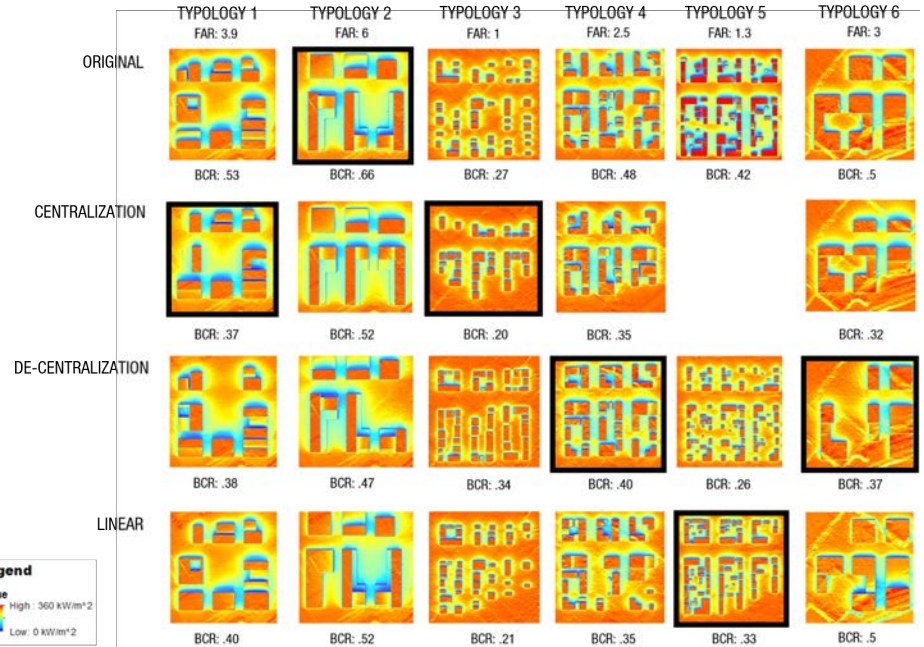 TYPOLOGY 1 TYPOLOGY 2 TYPOLOGY 3 TYPOLOGY 4 TYPOLOGY 5 TYPOLOGY 6
FAR: 3.9 FAR: 6 FAR: 1 FAR: 2.5 FAR: 1.3 FAR: 3
ORIGINAL
BCR: .53 BCR: .66 BCR: .27 BCR: .48 BCR: .42 BCR: .5
CENTRALIZATION
BCR: .37 BCR: .52 BCR: .20 BCR: .35 BCR: .32
DE-CENTRALIZATION
BCR: .38 BCR: .47 BCR: .34 BCR: .40 BCR: .26 BCR: .37
LINEAR
gend
High : 360 kW/m^2
Low: 0 kW/m^2
BCR: .40 BCR: .52 BCR: .21 BCR: .35 BCR: .33 BCR: .5